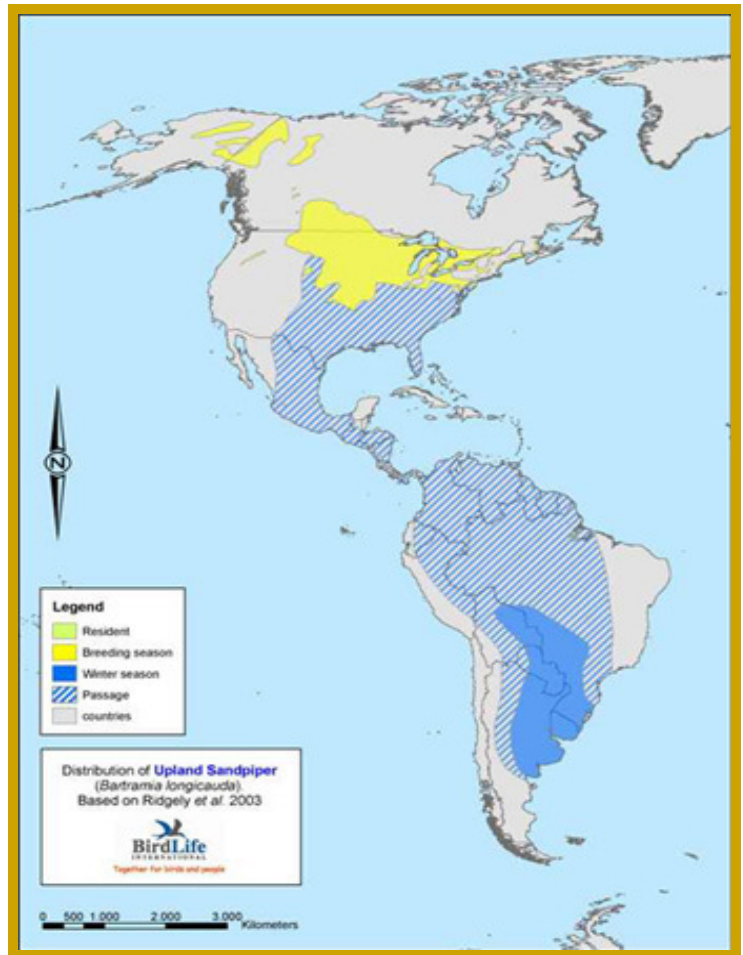 N
Legend
Resident
Breeding season
Winter season
Passage
countries
Distribution of Upland Sandpiper
(Bartramia longicauda).
Based on Ridgely et al. 2003
BirdLife
INTERNATIONAL
Together for birds and people
0 500 1.000 2.000 3.000
Kilometers